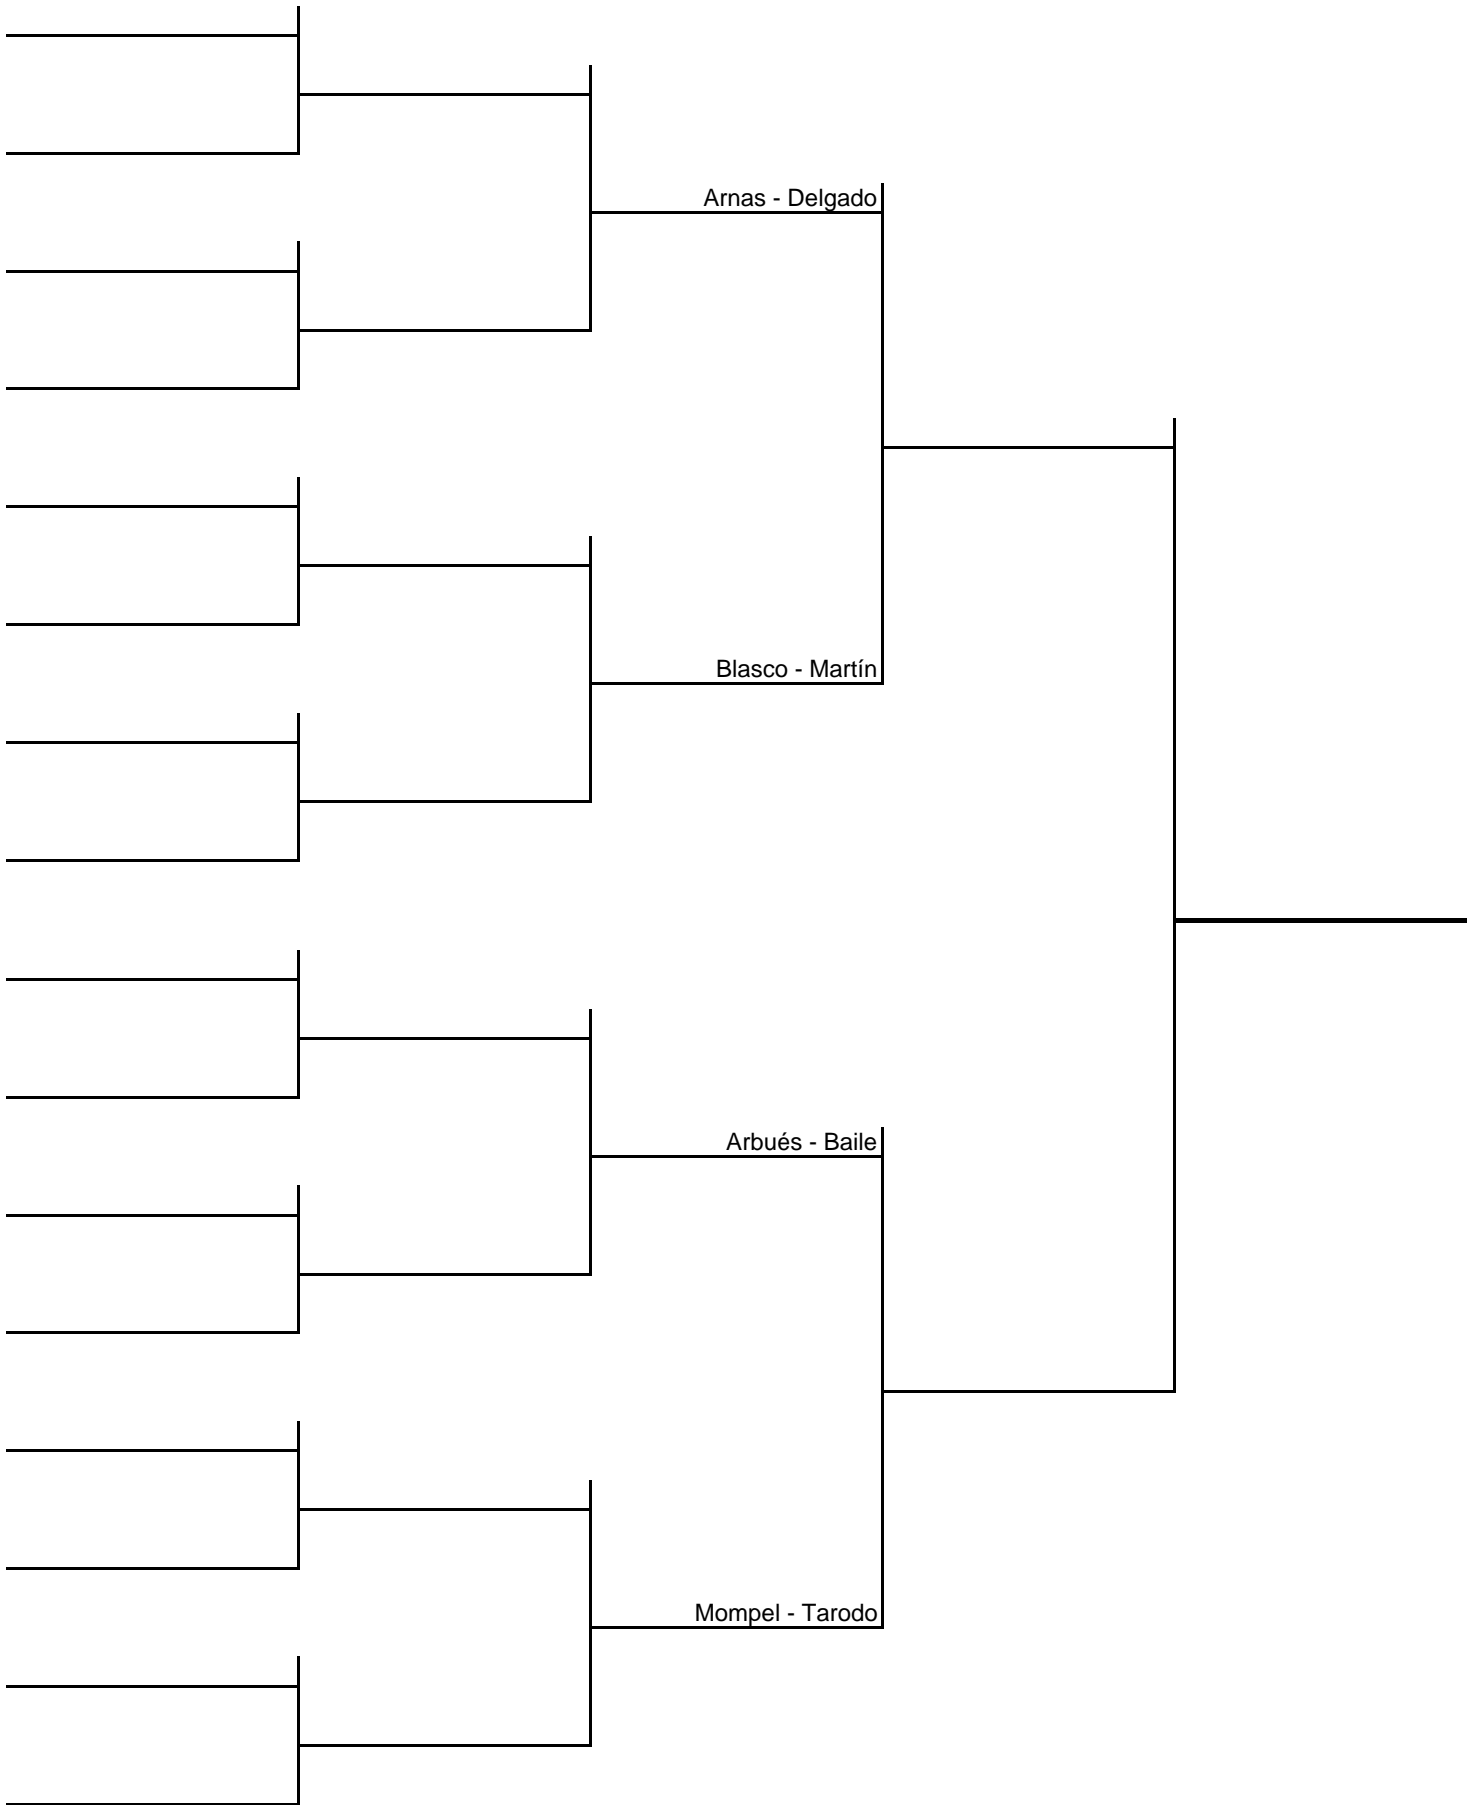 Arnas - Delgado
Blasco - Martín
Arbués - Baile
Mompel - Tarodo